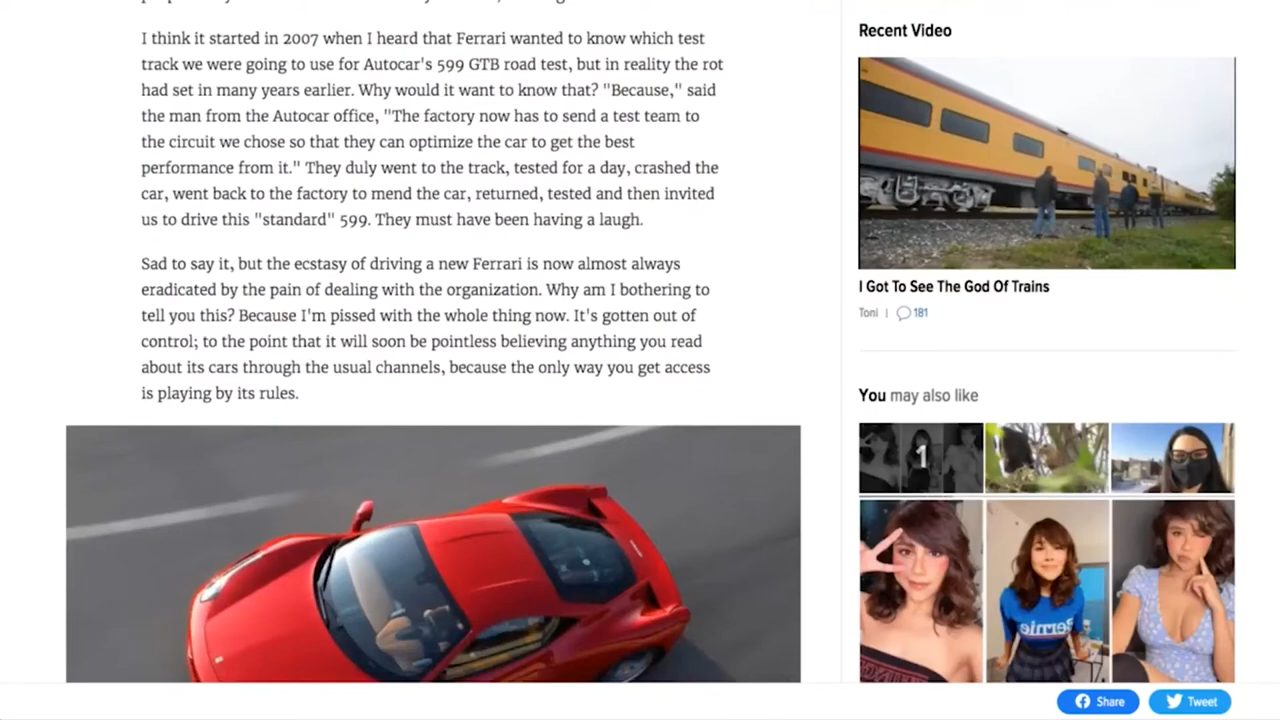 I think it started in 2007 when I heard that Ferrari wanted to know which test
track we were going to use for Autocar's 599 GTB road test, but in reality the rot
had set in many years earlier. Why would it want to know that? "Because," said
the man from the Autocar office, "The factory now has to send a test team to
the circuit we chose so that they can optimize the car to get the best
performance from it." They duly went to the track, tested for a day, crashed the
car, went back to the factory to mend the car, returned, tested and then invited
us to drive this "standard" 599. They must have been having a laugh.
Sad to say it, but the ecstasy of driving a new Ferrari is now almost always
eradicated by the pain of dealing with the organization. Why am I bothering to
tell you this? Because I'm pissed with the whole thing now. It's gotten out of
control; to the point that it will soon be pointless believing anything you read
about its cars through the usual channels, because the only way you get access
is playing by its rules.
Recent Video
I Got To See The God Of Trains
Toni | 181
You may also like
1
Bernie
Share
Tweet